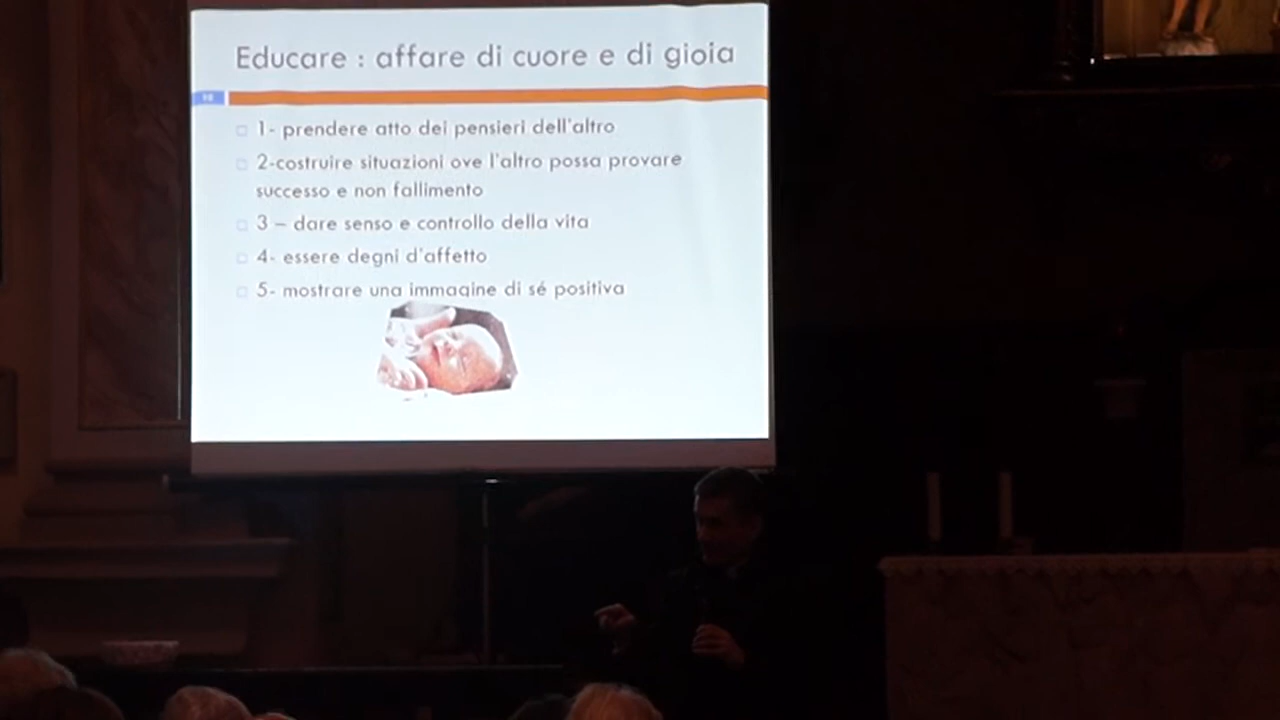 Educare : affare di cuore e di gioia
1- prendere atto dei pensieri dell'altro
2-costruire situazioni ove l'altro possa provare
successo e non fallimento
3 – dare senso e controllo della vita
4- essere degni d'affetto
5- mostrare una immagine di sé positiva